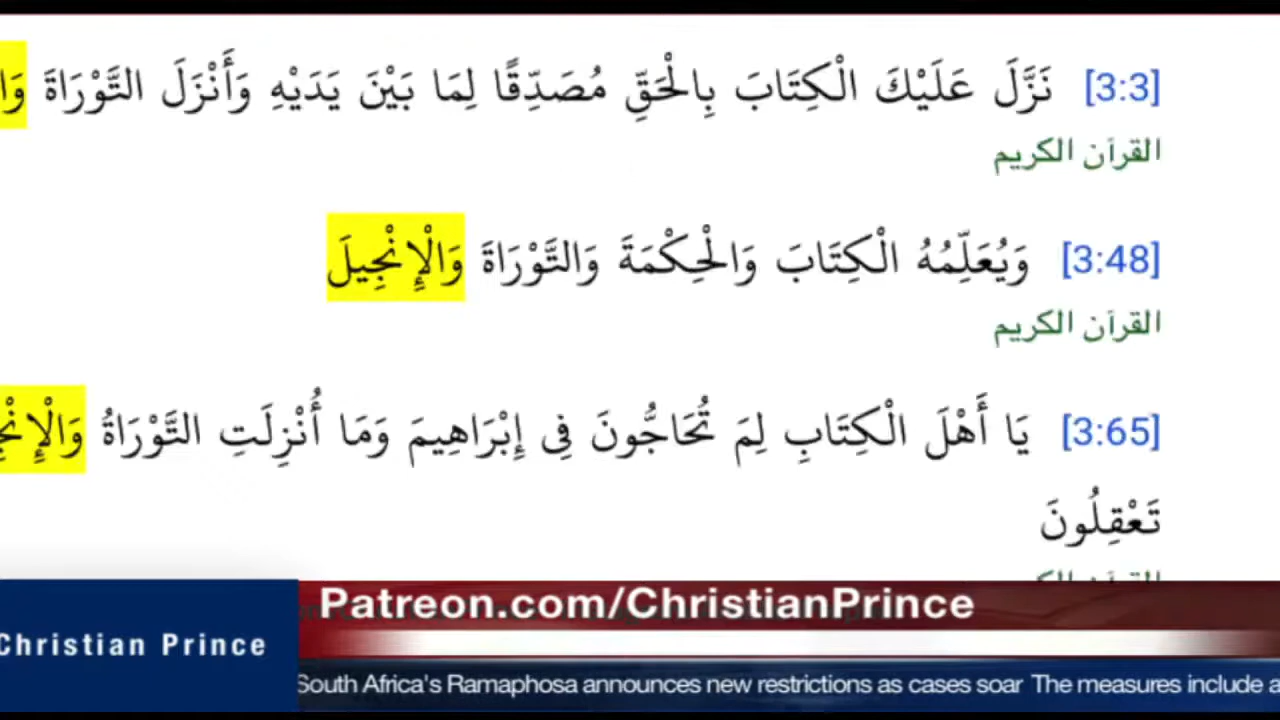 [3:3] نَزَّلَ عَلَيْكَ الْكِتَابَ بِالْحَقِّ مُصَدِّقًا لِمَا بَيْنَ يَدَيْهِ وَأَنْزَلَ التَّوْرَاةَ
القرآن الكريم
[3:48] وَيُعَلِّمُهُ الْكِتَابَ وَالْحِكْمَةَ وَالتَّوْرَاةَ وَالْإِنْجِيلَ
القرآن الكريم
[3:65] يَا أَهْلَ الْكِتَابِ لِمَ تُحَاجُّونَ فِي إِبْرَاهِيمَ وَمَا أُنْزِلَتِ التَّوْرَاةُ
تَعْقِلُونَ
Patreon.com/ChristianPrince
Christian Prince
South Africa's Ramaphosa announces new restrictions as cases soar The measures include a